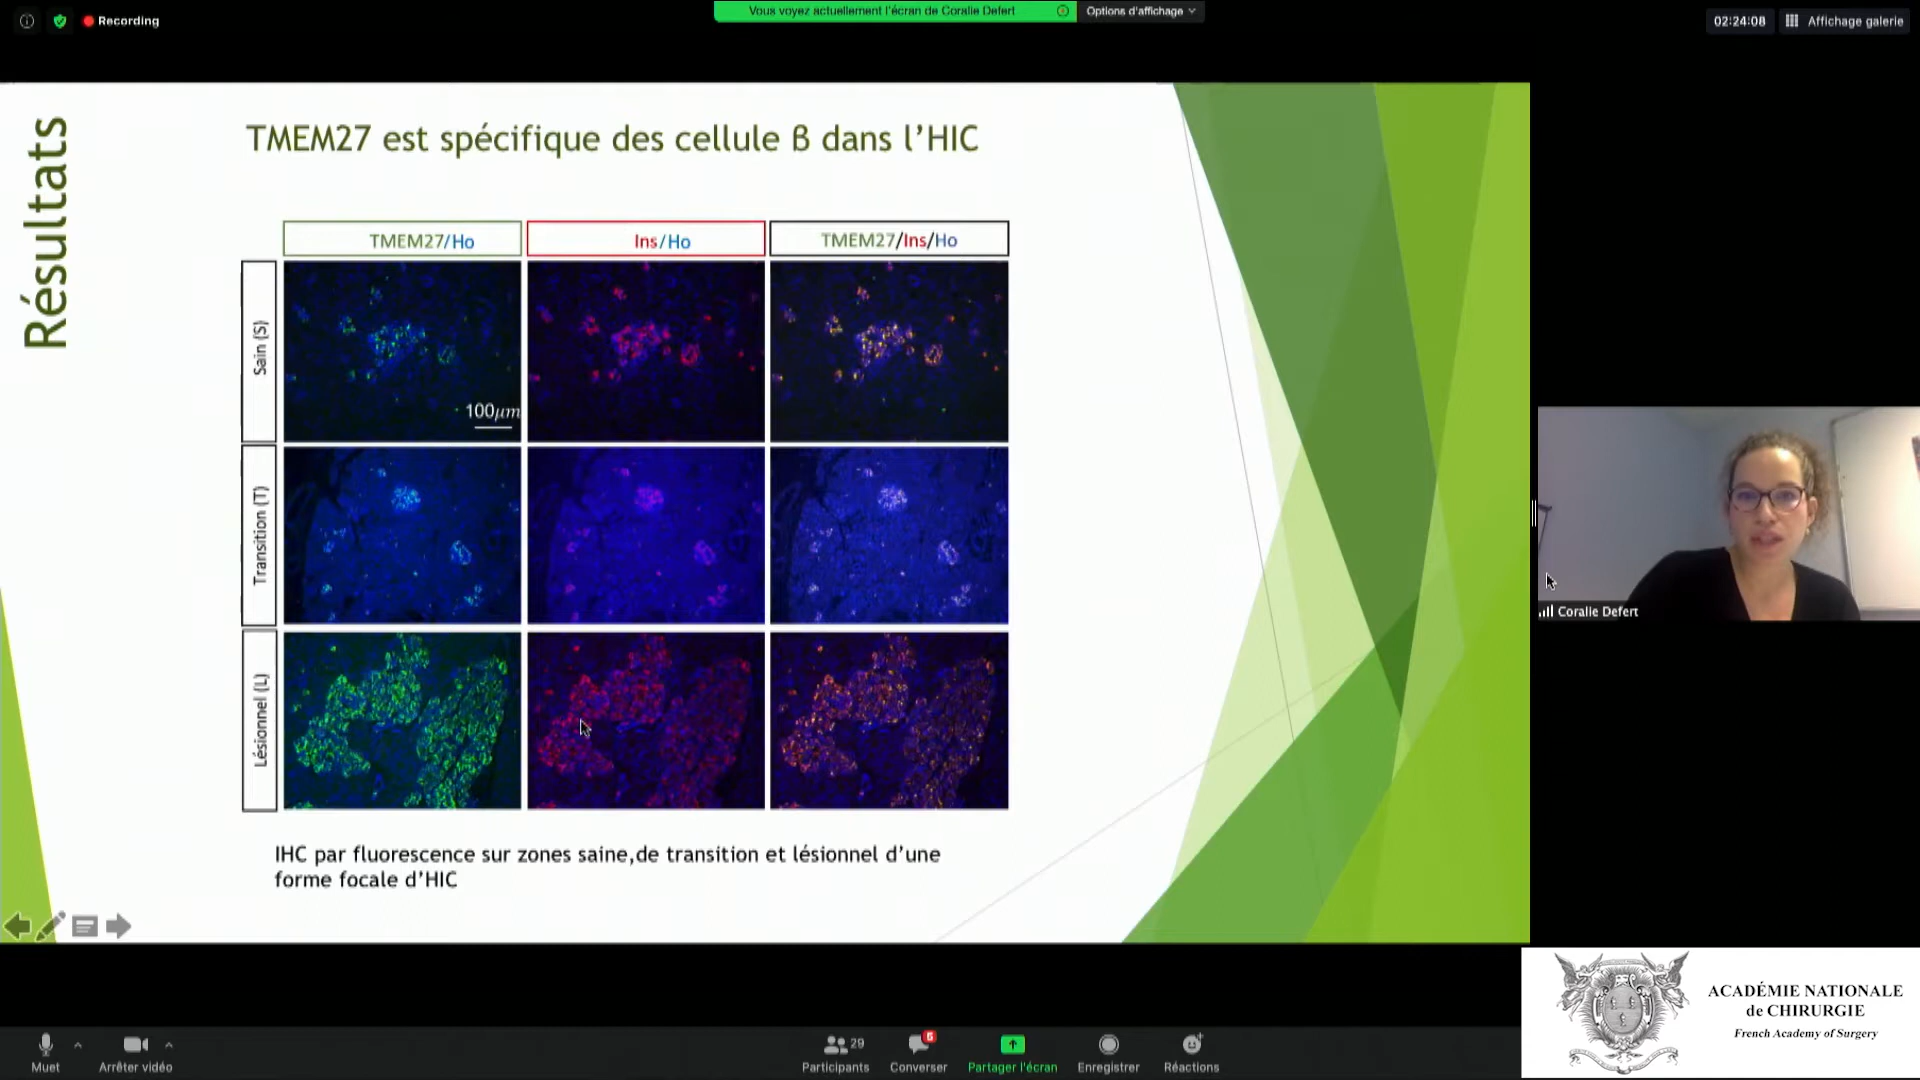 Recording
Vous voyez actuellement l'écran de Coralie Defert
Options d'affichage
02:24:08
Affichage galerie
Résultats
TMEM27 est spécifique des cellule ß dans l'HIC
TMEM27/Ho
Ins/Ho
TMEM27/Ins/Ho
Sain (S)
100μm
Transition (T)
Lésionnel (L)
IHC par fluorescence sur zones saine,de transition et lésionnel d'une
forme focale d'HIC
Coralie Defert
ACADÉMIE NATIONALE
de CHIRURGIE
French Academy of Surgery
Muet
Arrêter vidéo
29
Participants
6
Converser
Partager l'écran
Enregistrer
Réactions